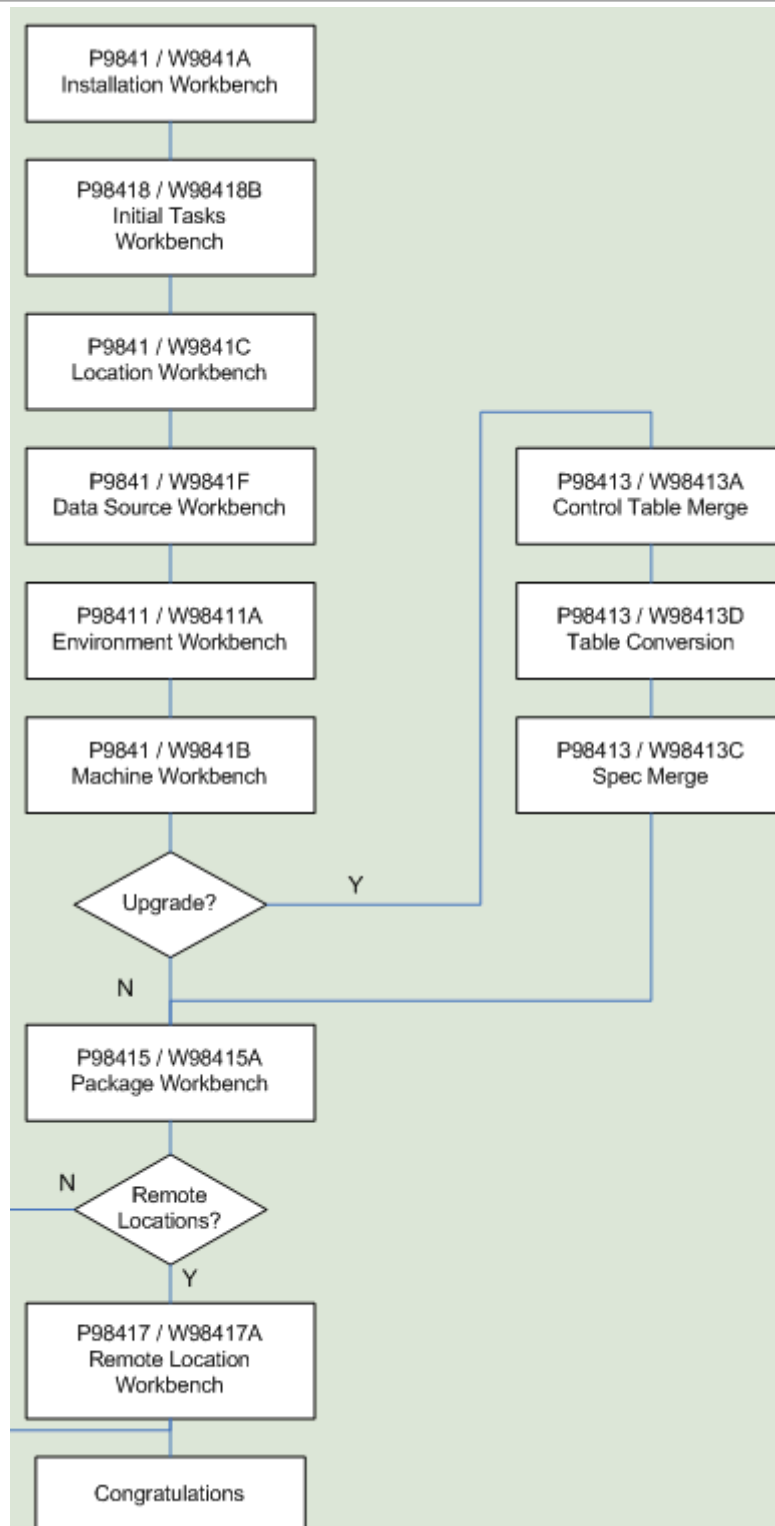 P9841 / W9841A
Installation Workbench
P98418 / W98418B
Initial Tasks
Workbench
P9841 / W9841C
Location Workbench
P9841 / W9841F
Data Source Workbench
P98411 / W98411A
Environment Workbench
P9841 / W9841B
Machine Workbench
Upgrade?
Y
N
P98413 / W98413A
Control Table Merge
P98413 / W98413D
Table Conversion
P98413 / W98413C
Spec Merge
P98415 / W98415A
Package Workbench
N
Remote
Locations?
Y
P98417 / W98417A
Remote Location
Workbench
Congratulations